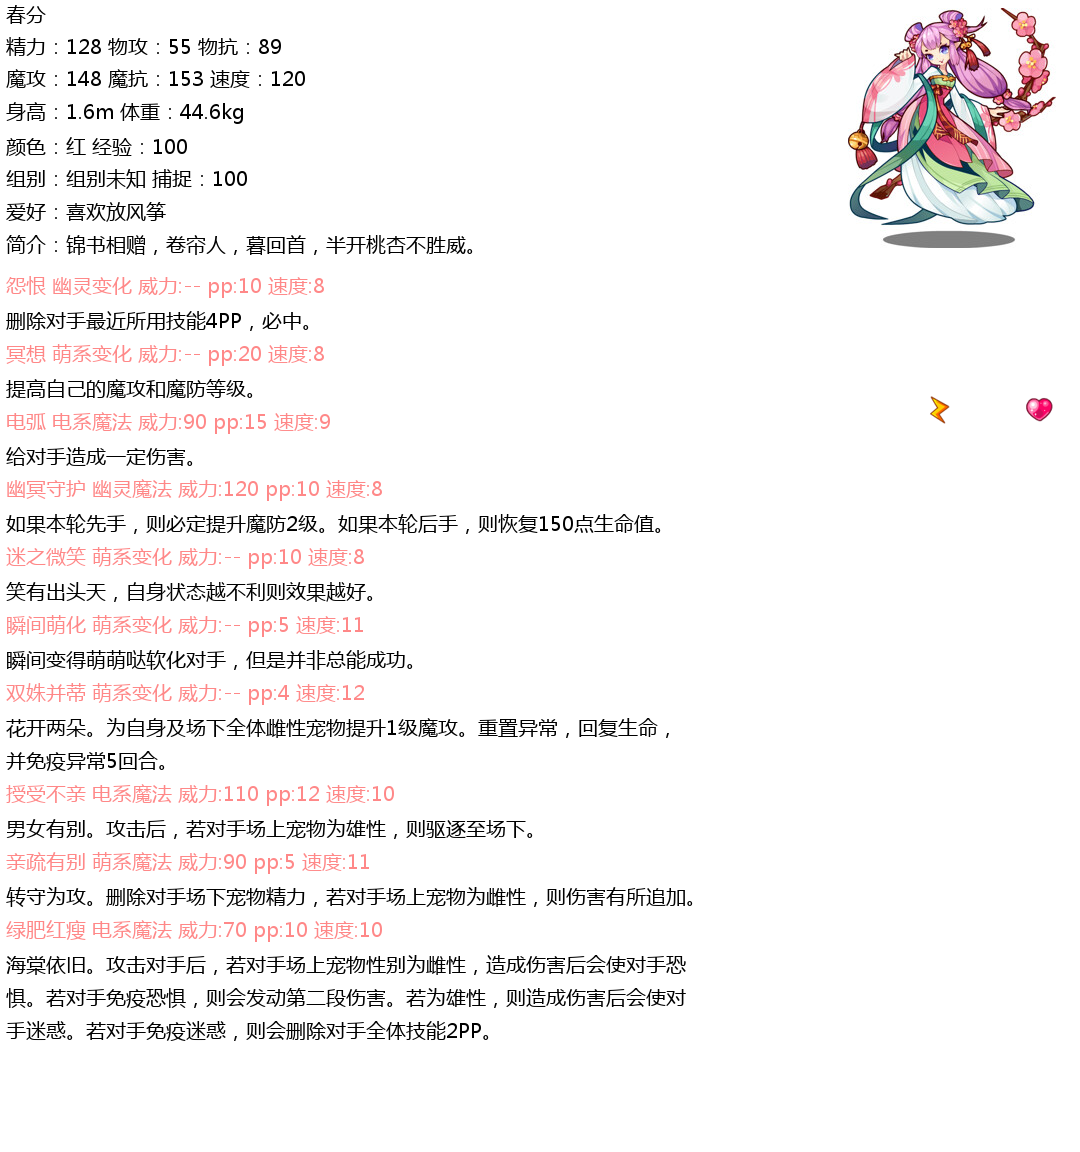 春分
精力：128 物攻：55 物抗：89
魔攻：148 魔抗：153 速度：120
身高：1.6m 体重：44.6kg
颜色：红 经验：100
组别：组别未知 捕捉：100
爱好：喜欢放风筝
简介：锦书相赠，卷帘人，暮回首，半开桃杏不胜威。
怨恨 幽灵变化 威力:-- pp:10 速度:8
删除对手最近所用技能4PP，必中。
冥想 萌系变化 威力:-- pp:20 速度:8
提高自己的魔攻和魔防等级。
电弧 电系魔法 威力:90 pp:15 速度:9
给对手造成一定伤害。
幽冥守护 幽灵魔法 威力:120 pp:10 速度:8
如果本轮先手，则必定提升魔防2级。如果本轮后手，则恢复150点生命值。
迷之微笑 萌系变化 威力:-- pp:10 速度:8
笑有出头天，自身状态越不利则效果越好。
瞬间萌化 萌系变化 威力:-- pp:5 速度:11
瞬间变得萌萌哒软化对手，但是并非总能成功。
双姝并蒂 萌系变化 威力:-- pp:4 速度:12
花开两朵。为自身及场下全体雌性宠物提升1级魔攻。重置异常，回复生命，
并免疫异常5回合。
授受不亲 电系魔法 威力:110 pp:12 速度:10
男女有别。攻击后，若对手场上宠物为雄性，则驱逐至场下。
亲疏有别 萌系魔法 威力:90 pp:5 速度:11
转守为攻。删除对手场下宠物精力，若对手场上宠物为雌性，则伤害有所追加。
绿肥红瘦 电系魔法 威力:70 pp:10 速度:10
海棠依旧。攻击对手后，若对手场上宠物性别为雌性，造成伤害后会使对手恐
惧。若对手免疫恐惧，则会发动第二段伤害。若为雄性，则造成伤害后会使对
手迷惑。若对手免疫迷惑，则会删除对手全体技能2PP。